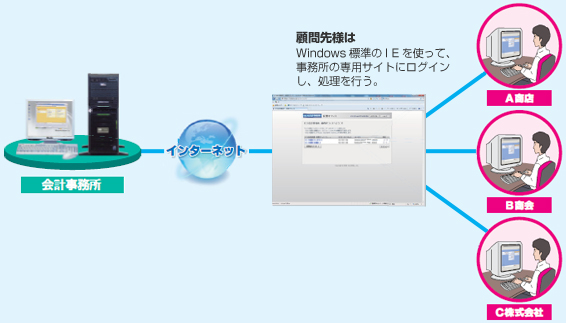 顧問先様は
Windows 標準のIEを使って、
事務所の専用サイトにログイン
し、処理を行う。
A商店
インターネット
会計事務所
B商会
C株式会社